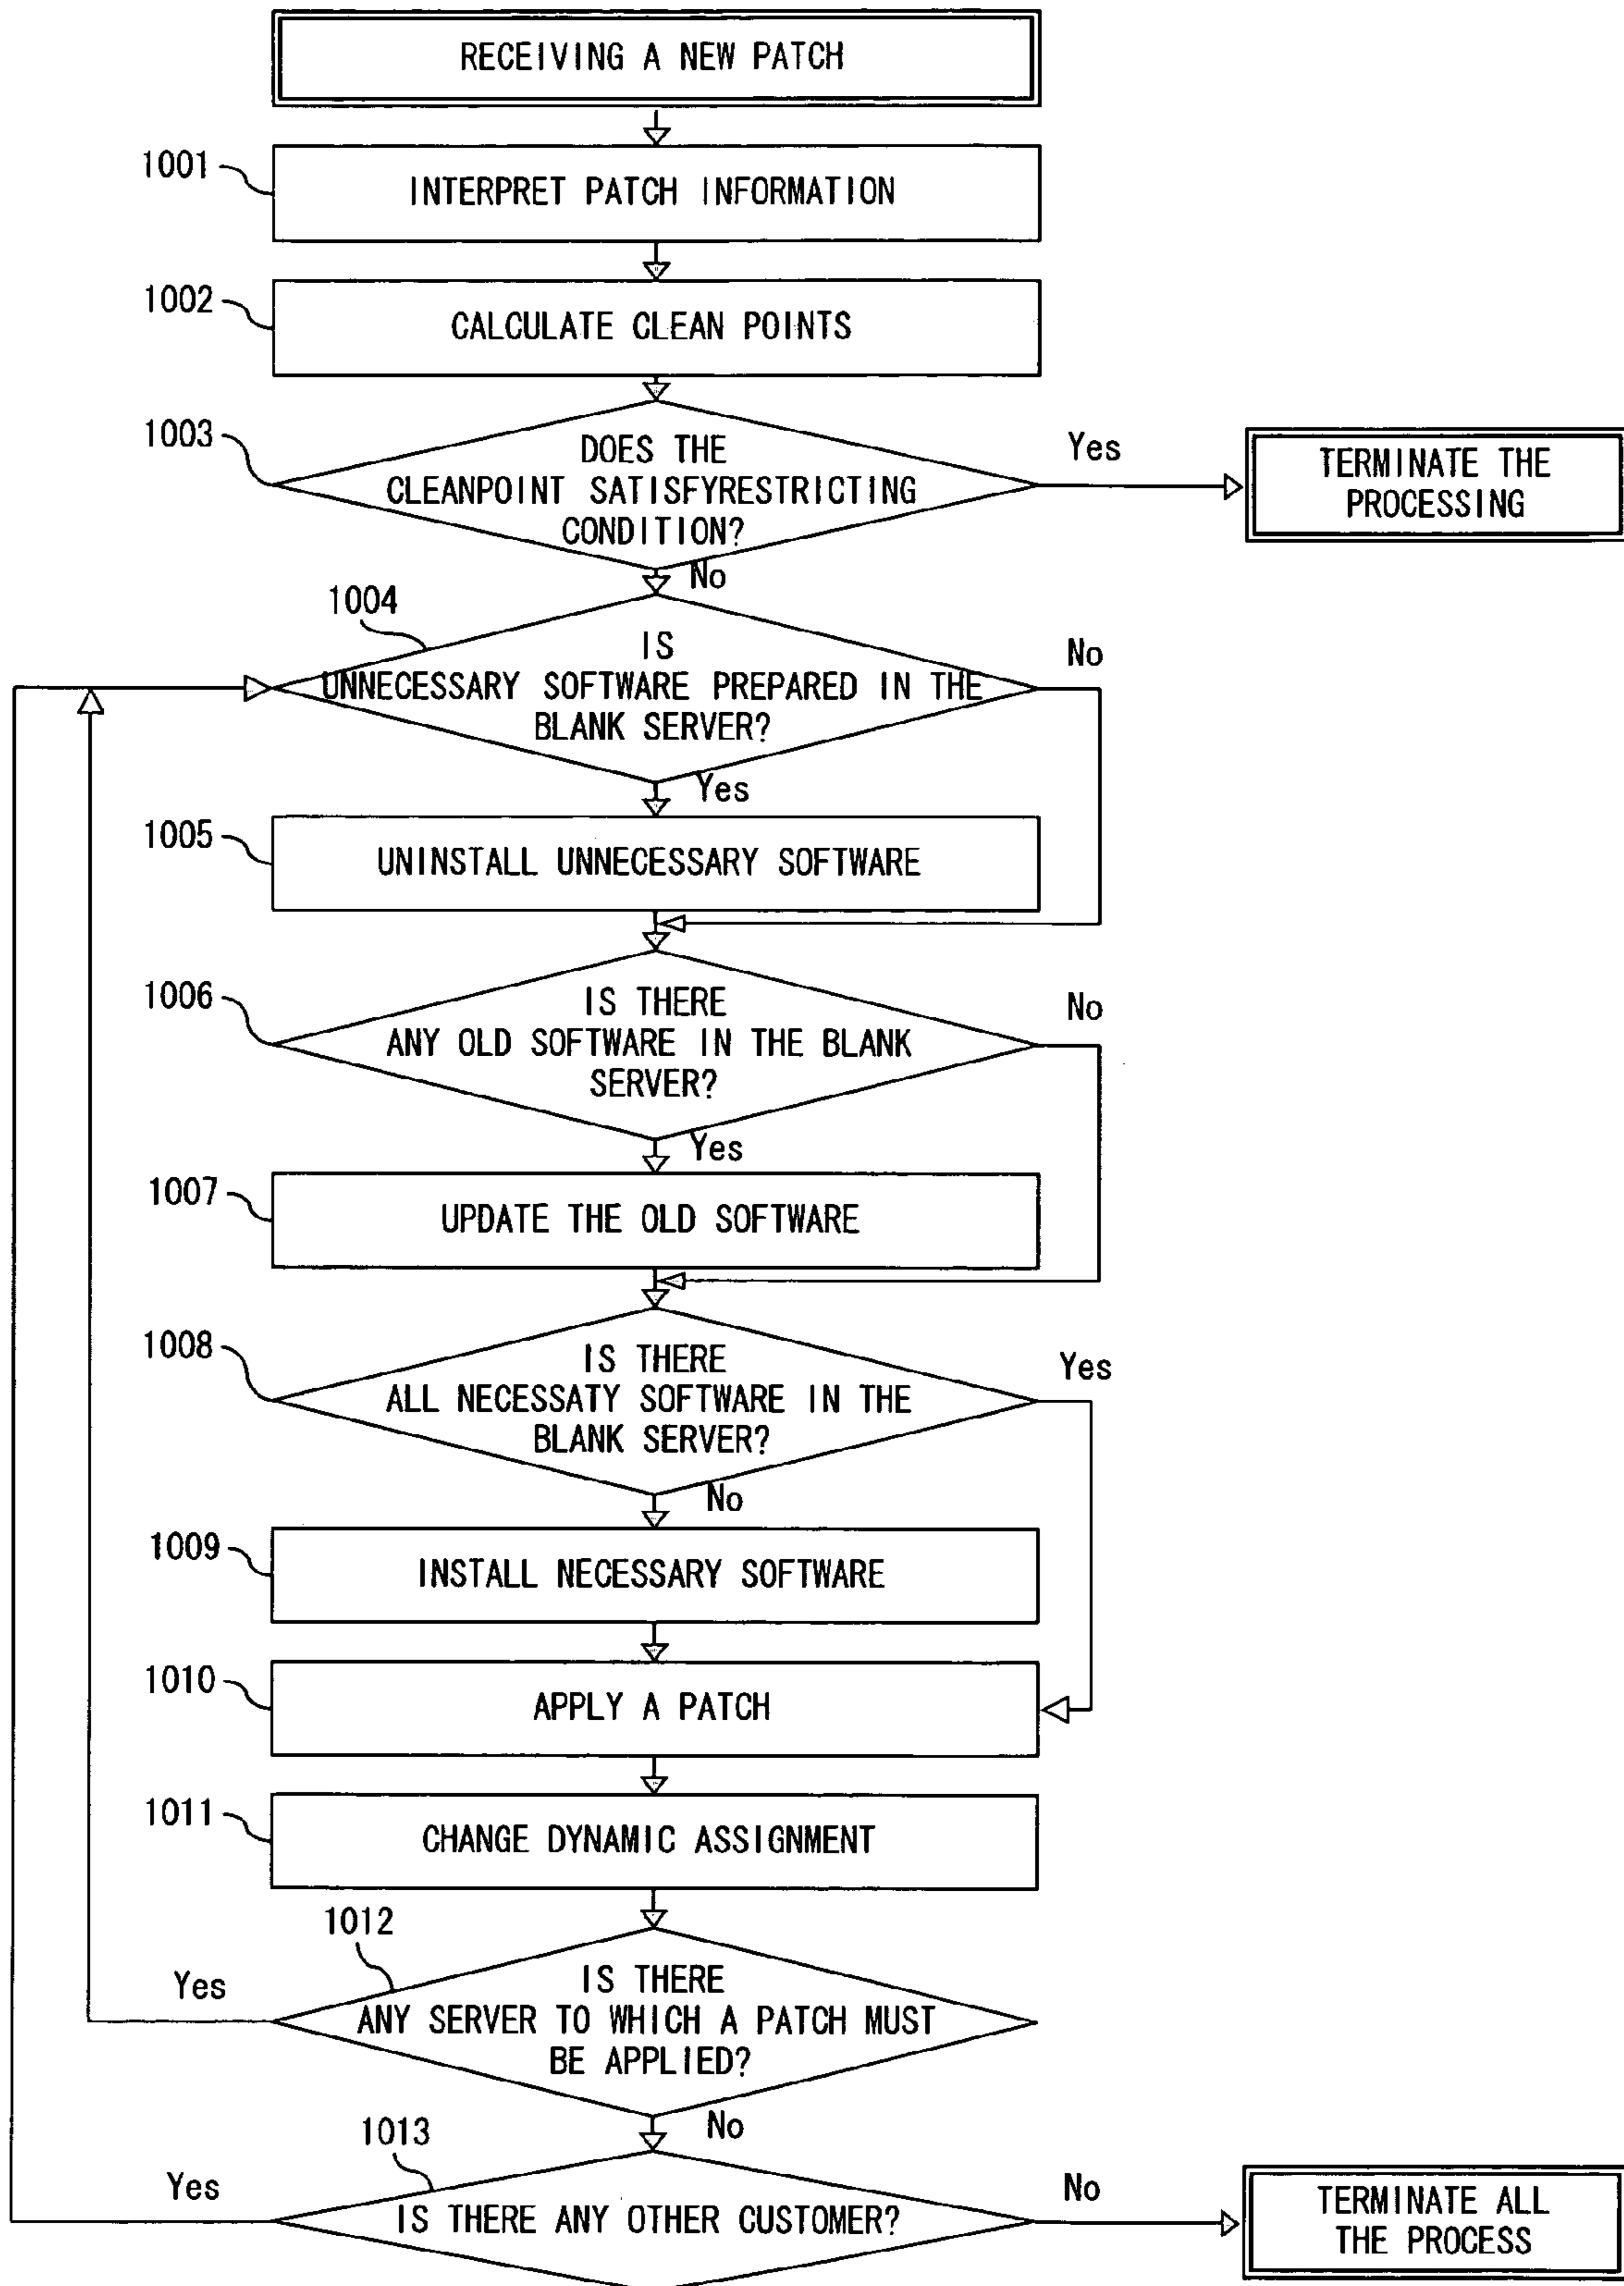 RECEIVING A NEW PATCH
1001
INTERPRET PATCH INFORMATION
1002
CALCULATE CLEAN POINTS
1003
DOES THE
CLEANPOINT SATISFYRESTRICTING
CONDITION?
Yes
TERMINATE THE
PROCESSING
No
1004
IS
UNNECESSARY SOFTWARE PREPARED IN THE
BLANK SERVER?
No
Yes
1005
UNINSTALL UNNECESSARY SOFTWARE
1006
IS THERE
ANY OLD SOFTWARE IN THE BLANK
SERVER?
No
Yes
1007
UPDATE THE OLD SOFTWARE
1008
IS THERE
ALL NECESSATY SOFTWARE IN THE
BLANK SERVER?
Yes
No
1009
INSTALL NECESSARY SOFTWARE
1010
APPLY A PATCH
1011
CHANGE DYNAMIC ASSIGNMENT
1012
IS THERE
ANY SERVER TO WHICH A PATCH MUST
BE APPLIED?
Yes
No
1013
IS THERE ANY OTHER CUSTOMER?
Yes
No
TERMINATE ALL
THE PROCESS